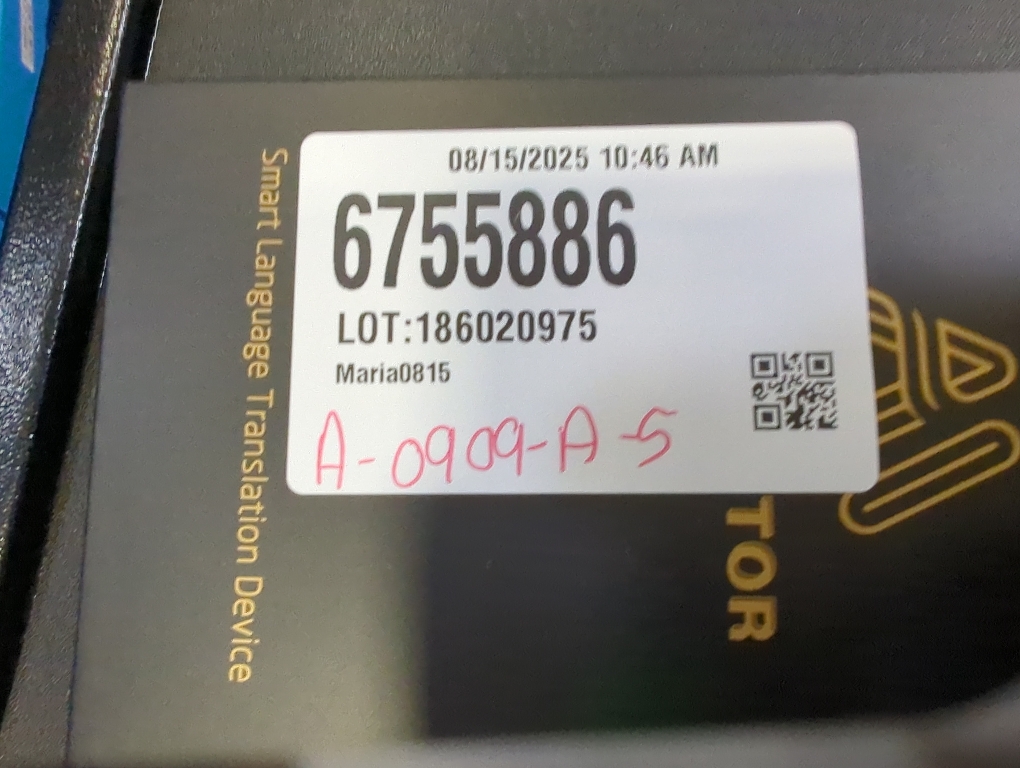 08/15/2025 10:46 AM
6755886
LOT:186020975
Maria0815
A-0909-A-5
Smart Language Translation Device
TOR